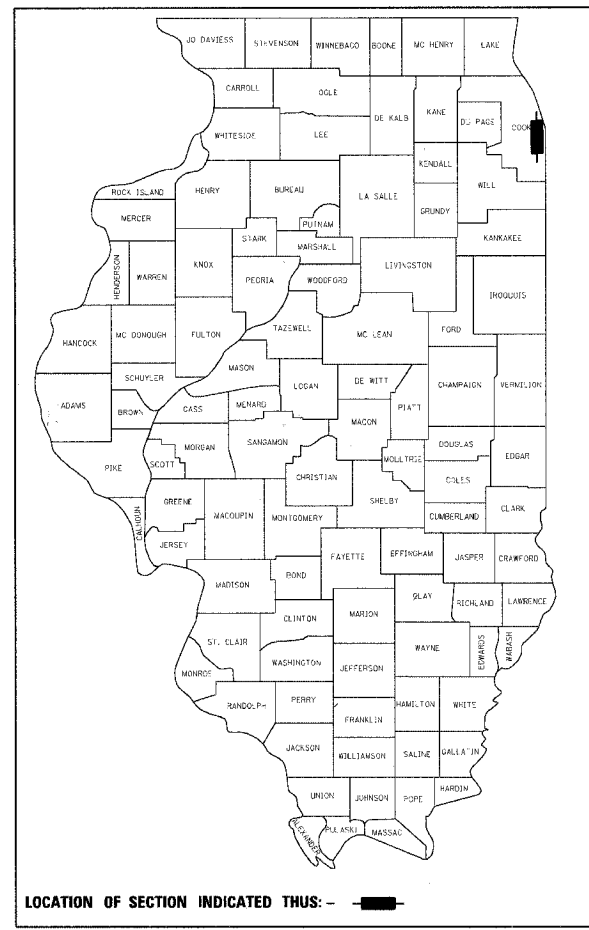 JO DAVIESS STEVENSON WINNEBAGO BOONE MC HENRY LAKE
CARROLL OGLE DE KALB KANE DU PAGE COOK
WHITESIDE LEE KENDALL WILL
ROCK ISLAND HENRY BUREAU LA SALLE GRUNDY
MERCER PUTNAM KANKAKEE
STARK MARSHALL
HENDERSON WARREN KNOX PEORIA WOODFORD LIVINGSTON IROQUOIS
HANCOCK MC DONOUGH FULTON TAZEWELL MC LEAN FORD
SCHUYLER MASON LOGAN DE WITT CHAMPAIGN VERMILION
ADAMS BROWN CASS MENARD PIATT
MACON
MORGAN SANGAMON DOUGLAS EDGAR
PIKE SCOTT CHRISTIAN MOULTRIE COLES
GREENE SHELBY
CALHOUN MACOUPIN MONTGOMERY CUMBERLAND CLARK
JERSEY FAYETTE EFFINGHAM JASPER CRAWFORD
MADISON BOND
CLAY RICHLAND LAWRENCE
CLINTON MARION
ST. CLAIR WAYNE EDWARDS WABASH
WASHINGTON JEFFERSON
MONROE
RANDOLPH PERRY HAMILTON WHITE
FRANKLIN
JACKSON WILLIAMSON SALINE GALLATIN
UNION JOHNSON POPE HARDIN
ALEXANDER PULASKI MASSAC
LOCATION OF SECTION INDICATED THUS: -